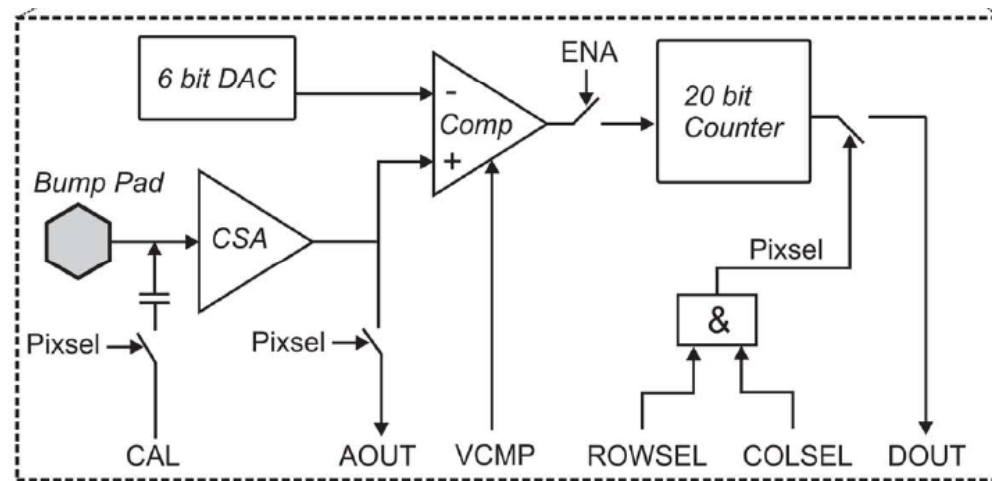 6 bit DAC
-
Comp
+
ENA
20 bit
Counter
Bump Pad
CSA
Pixsel
Pixsel
Pixsel
&
CAL
AOUT
VCMP
ROWSEL
COLSEL
DOUT